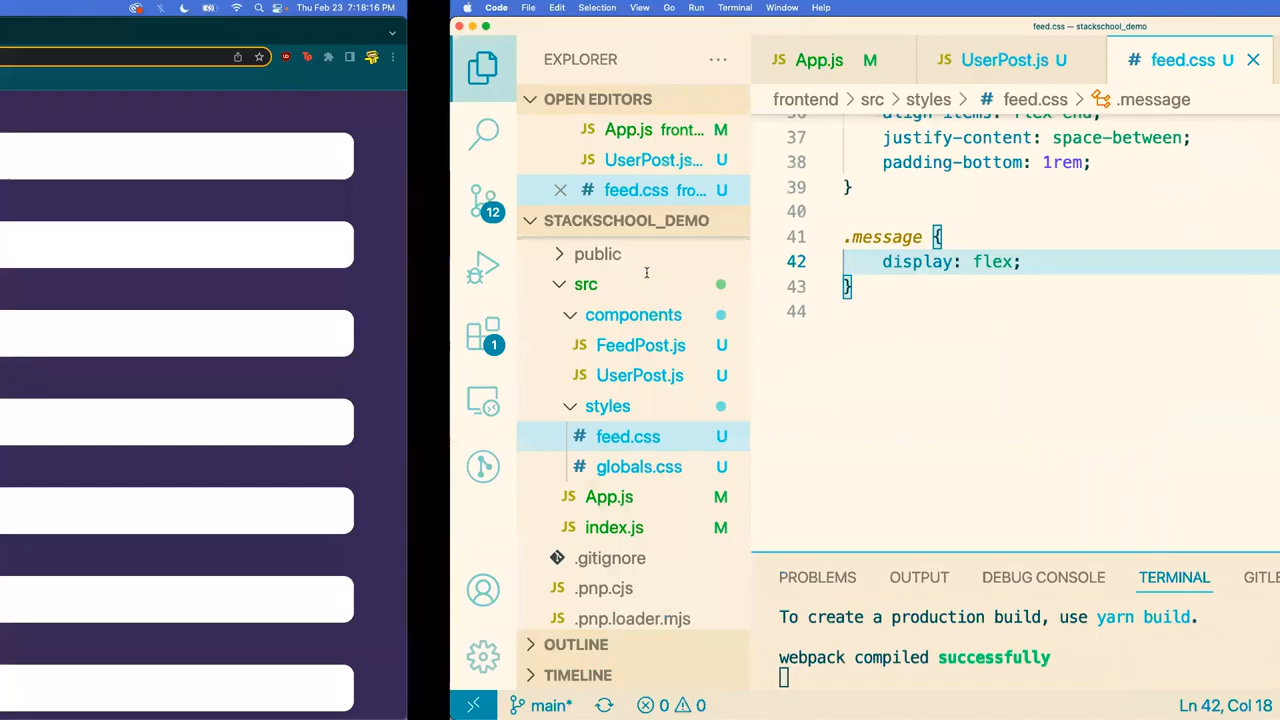 Thu Feb 23 7:18:16 PM
Code File Edit Selection View Go Run Terminal Window Help
feed.css — stackschool_demo
EXPLORER
JS App.js M
JS UserPost.js U
# feed.css U
OPEN EDITORS
frontend > src > styles > # feed.css > .message
JS App.js front... M
JS UserPost.js... U
# feed.css fro... U
STACKSCHOOL_DEMO
public
src
components
JS FeedPost.js U
JS UserPost.js U
styles
# feed.css U
# globals.css U
JS App.js M
JS index.js M
.gitignore
JS .pnp.cjs
JS .pnp.loader.mjs
OUTLINE
TIMELINE
12
1
36 align-items: flex-end;
37 justify-content: space-between;
38 padding-bottom: 1rem;
39 }
40
41 .message {
42 display: flex;
43 }
44
PROBLEMS OUTPUT DEBUG CONSOLE TERMINAL GITLE
To create a production build, use yarn build.
webpack compiled successfully
main* 0 0 Ln 42, Col 18